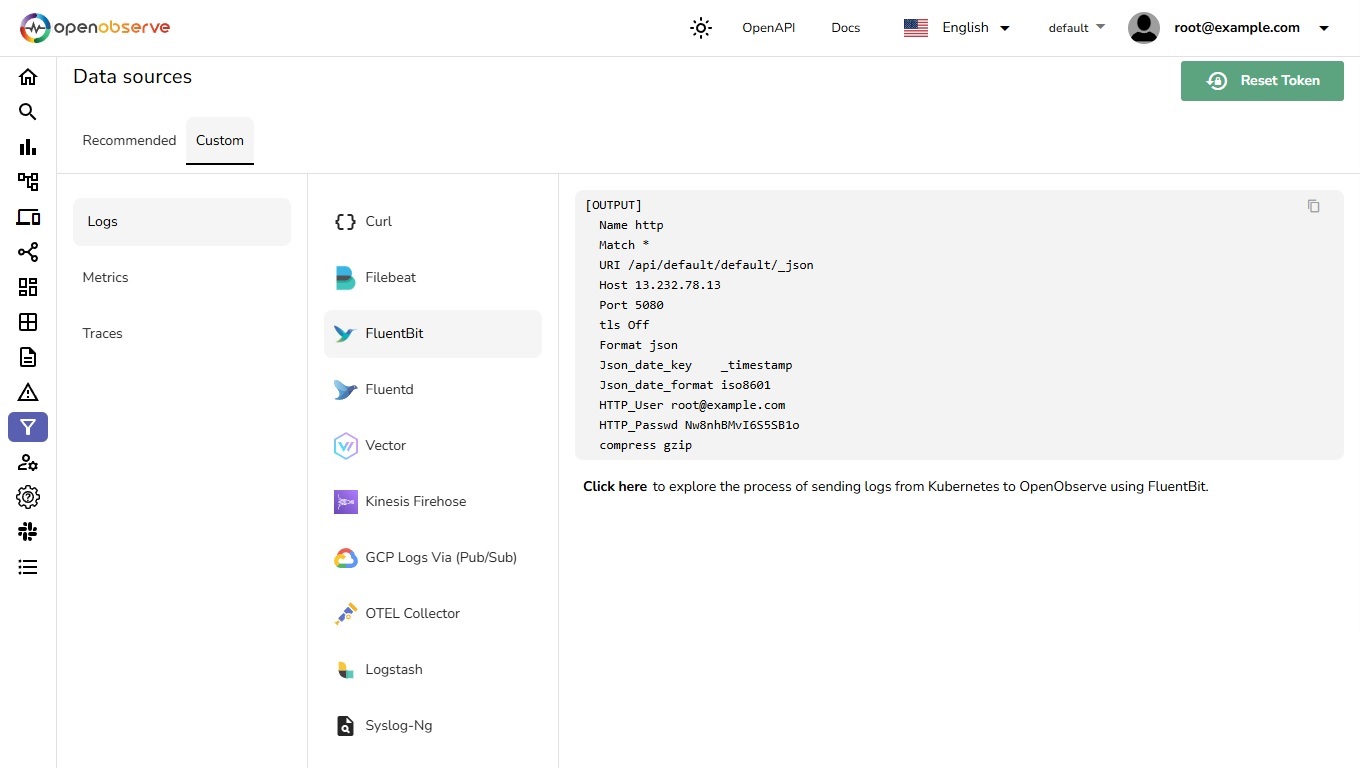 openobserve
OpenAPI
Docs
English
default
root@example.com
Data sources
Reset Token
Recommended
Custom
Logs
Metrics
Traces
Curl
Filebeat
FluentBit
Fluentd
Vector
Kinesis Firehose
GCP Logs Via (Pub/Sub)
OTEL Collector
Logstash
Syslog-Ng
[OUTPUT]
Name http
Match *
URI /api/default/default/_json
Host 13.232.78.13
Port 5080
tls Off
Format json
Json_date_key    _timestamp
Json_date_format iso8601
HTTP_User root@example.com
HTTP_Passwd Nw8nhBMvI6S5SB1o
compress gzip
Click here to explore the process of sending logs from Kubernetes to OpenObserve using FluentBit.